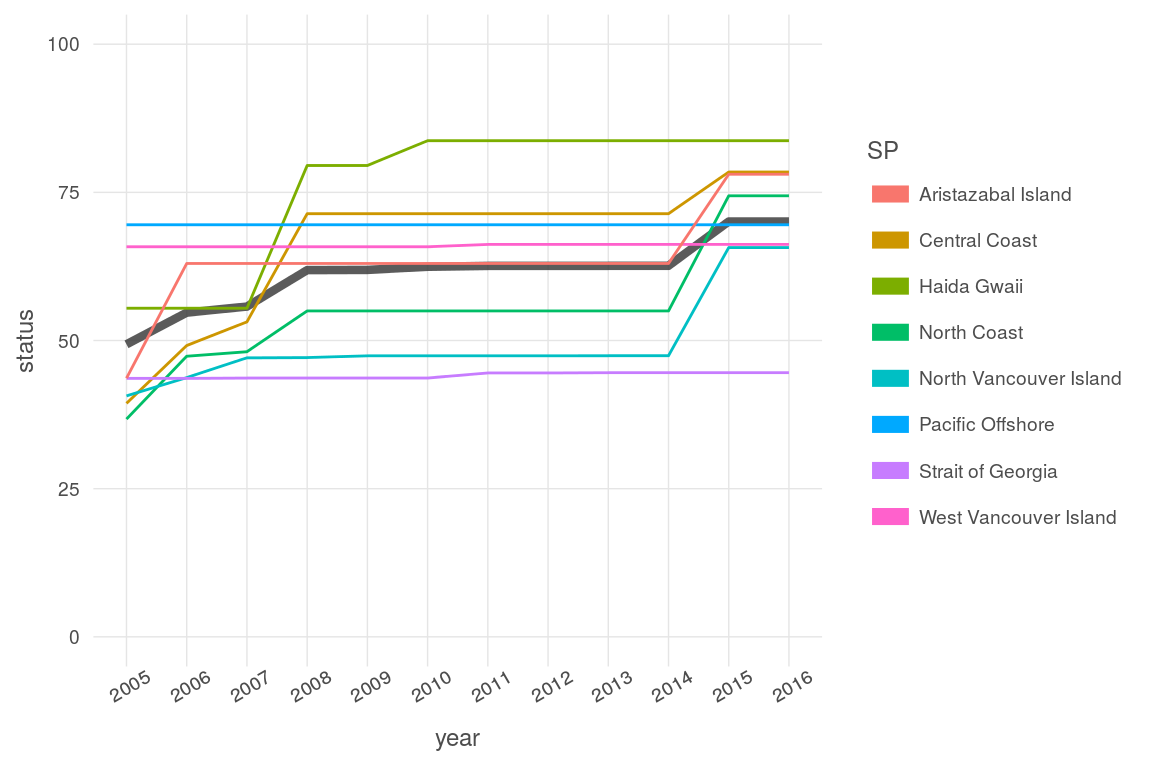 100
75
50
25
0
status
2005 2006 2007 2008 2009 2010 2011 2012 2013 2014 2015 2016
year
SP
Aristazabal Island
Central Coast
Haida Gwaii
North Coast
North Vancouver Island
Pacific Offshore
Strait of Georgia
West Vancouver Island